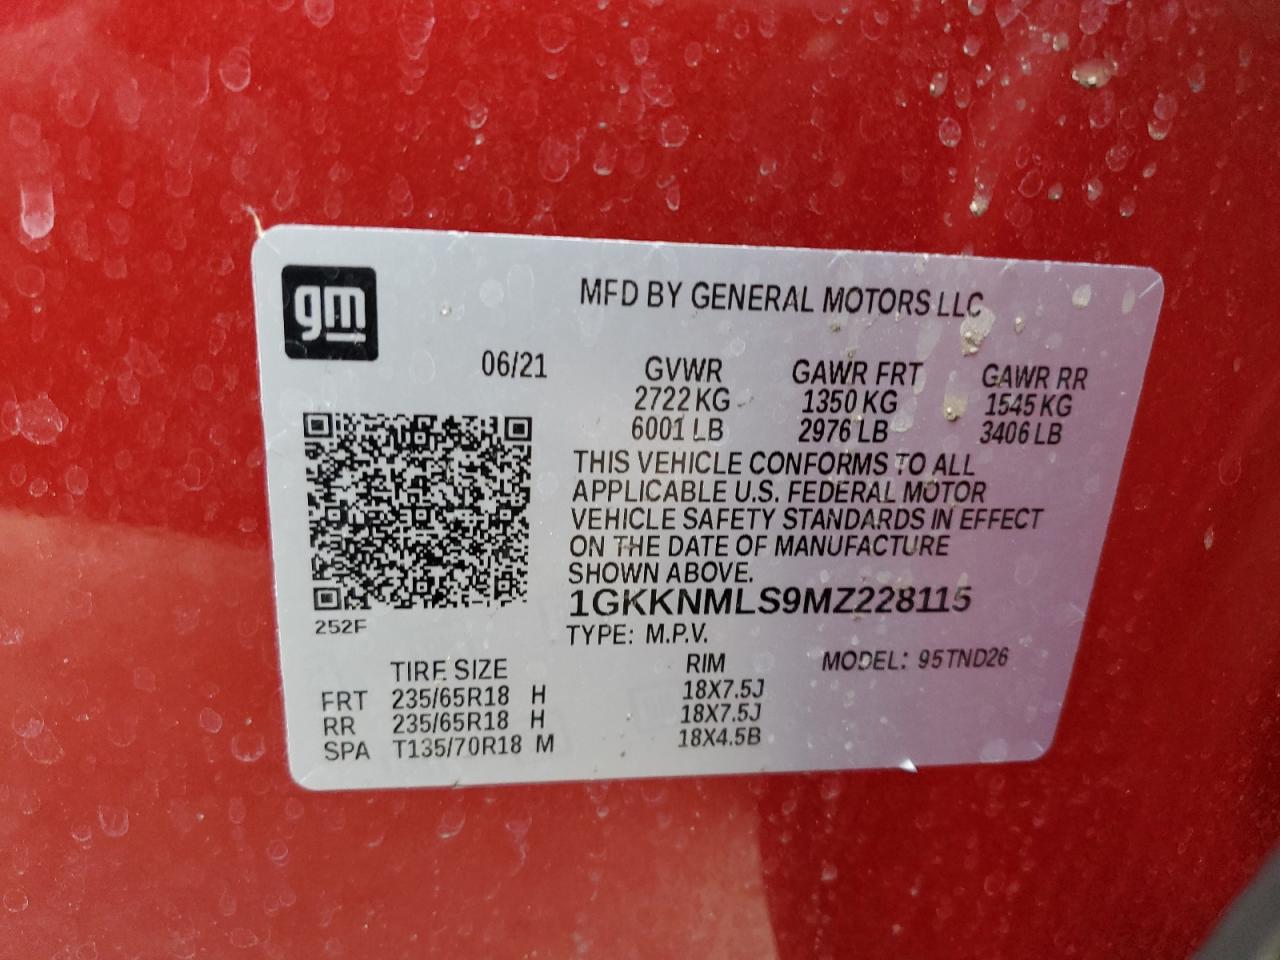 gm
MFD BY GENERAL MOTORS LLC
06/21 GVWR GAWR FRT GAWR RR
2722 KG 1350 KG 1545 KG
6001 LB 2976 LB 3406 LB
THIS VEHICLE CONFORMS TO ALL
APPLICABLE U.S. FEDERAL MOTOR
VEHICLE SAFETY STANDARDS IN EFFECT
ON THE DATE OF MANUFACTURE
SHOWN ABOVE.
1GKKNMLS9MZ228115
252F
TYPE: M.P.V.
TIRE SIZE RIM MODEL: 95TND26
FRT 235/65R18 H 18X7.5J
RR 235/65R18 H 18X7.5J
SPA T135/70R18 M 18X4.5B